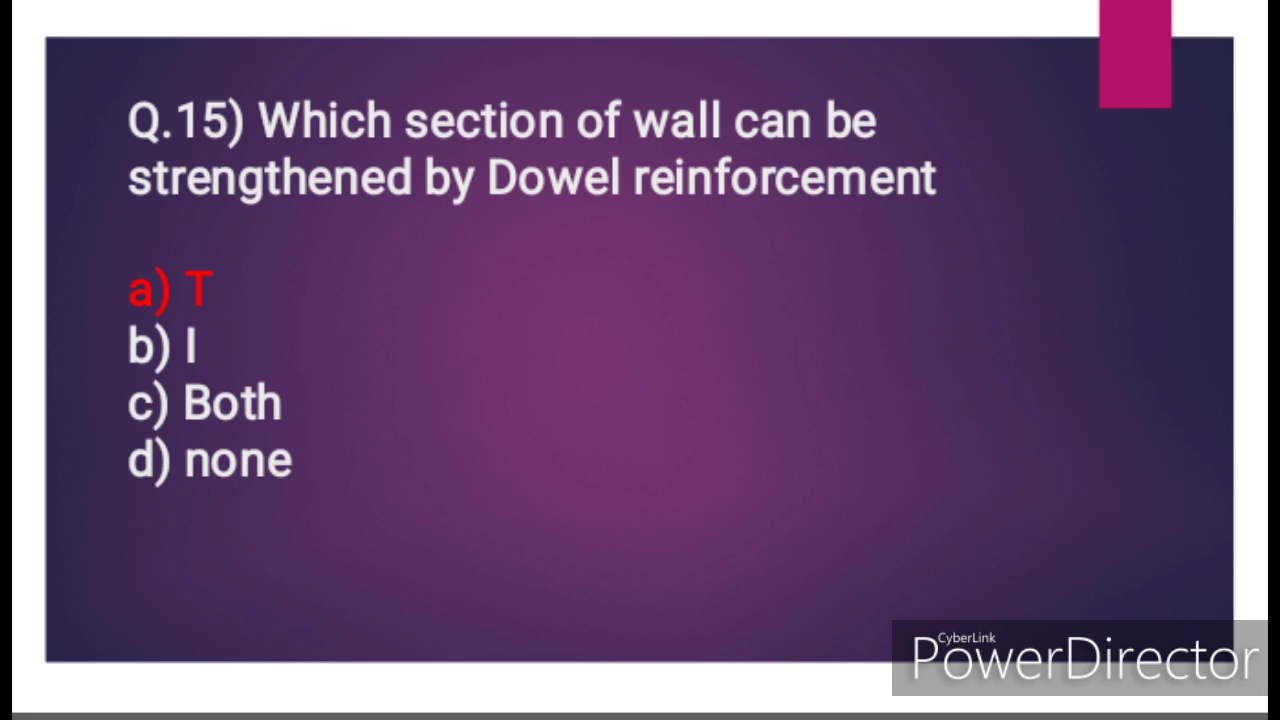 Q.15) Which section of wall can be
strengthened by Dowel reinforcement
a) T
b) I
c) Both
d) none
CyberLink
PowerDirector